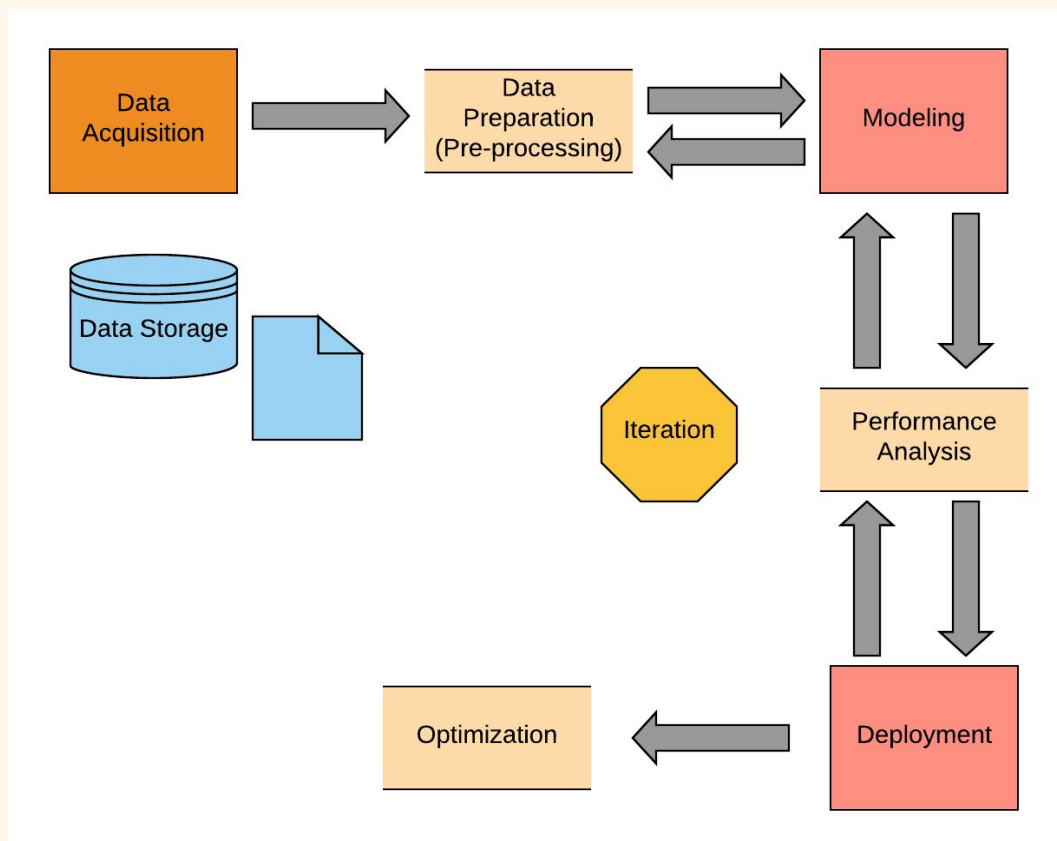 Data
Acquisition
Data
Preparation
(Pre-processing)
Modeling
Data Storage
Iteration
Performance
Analysis
Optimization
Deployment